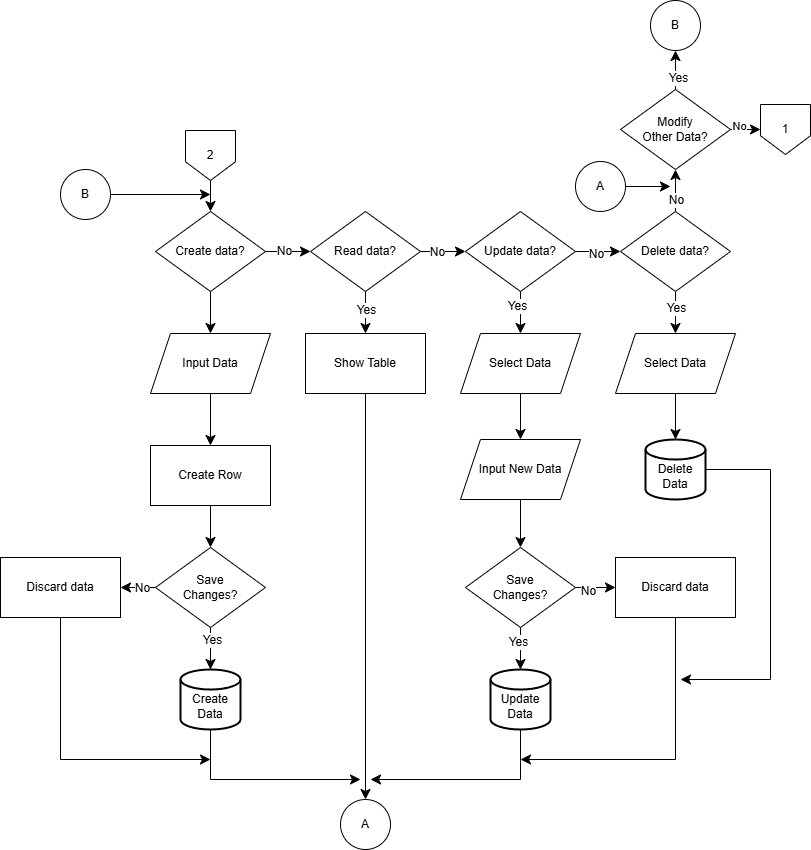 B
Yes
Modify
Other Data?
No
1
2
B
A
No
Create data?
No
Read data?
No
Update data?
No
Delete data?
Yes
Yes
Yes
Input Data
Show Table
Select Data
Select Data
Create Row
Input New Data
Delete
Data
Discard data
No
Save
Changes?
Save
Changes?
No
Discard data
Yes
Yes
Create
Data
Update
Data
A